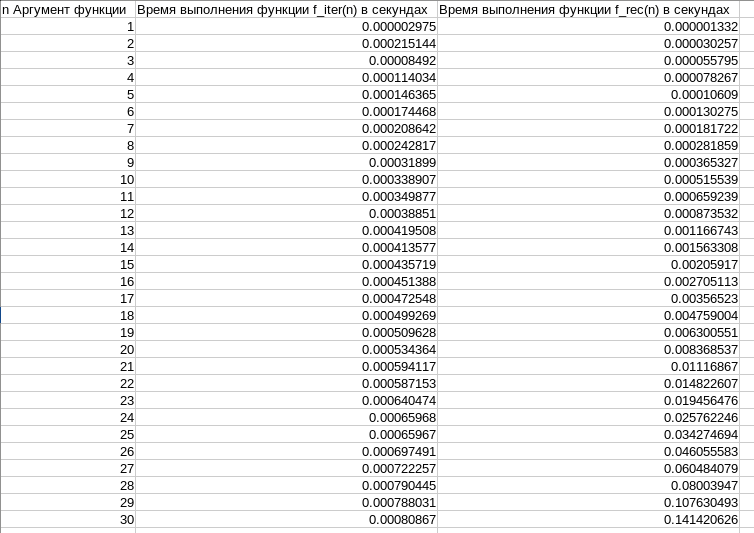 n Аргумент функции Время выполнения функции f_iter(n) в секундах Время выполнения функции f_rec(n) в секундах
1 0.000002975 0.000001332
2 0.000215144 0.000030257
3 0.00008492 0.000055795
4 0.000114034 0.000078267
5 0.000146365 0.00010609
6 0.000174468 0.000130275
7 0.000208642 0.000181722
8 0.000242817 0.000281859
9 0.00031899 0.000365327
10 0.000338907 0.000515539
11 0.000349877 0.000659239
12 0.00038851 0.000873532
13 0.000419508 0.001166743
14 0.000413577 0.001563308
15 0.000435719 0.00205917
16 0.000451388 0.002705113
17 0.000472548 0.00356523
18 0.000499269 0.004759004
19 0.000509628 0.006300551
20 0.000534364 0.008368537
21 0.000594117 0.01116867
22 0.000587153 0.014822607
23 0.000640474 0.019456476
24 0.00065968 0.025762246
25 0.00065967 0.034274694
26 0.000697491 0.046055583
27 0.000722257 0.060484079
28 0.000790445 0.08003947
29 0.000788031 0.107630493
30 0.00080867 0.141420626